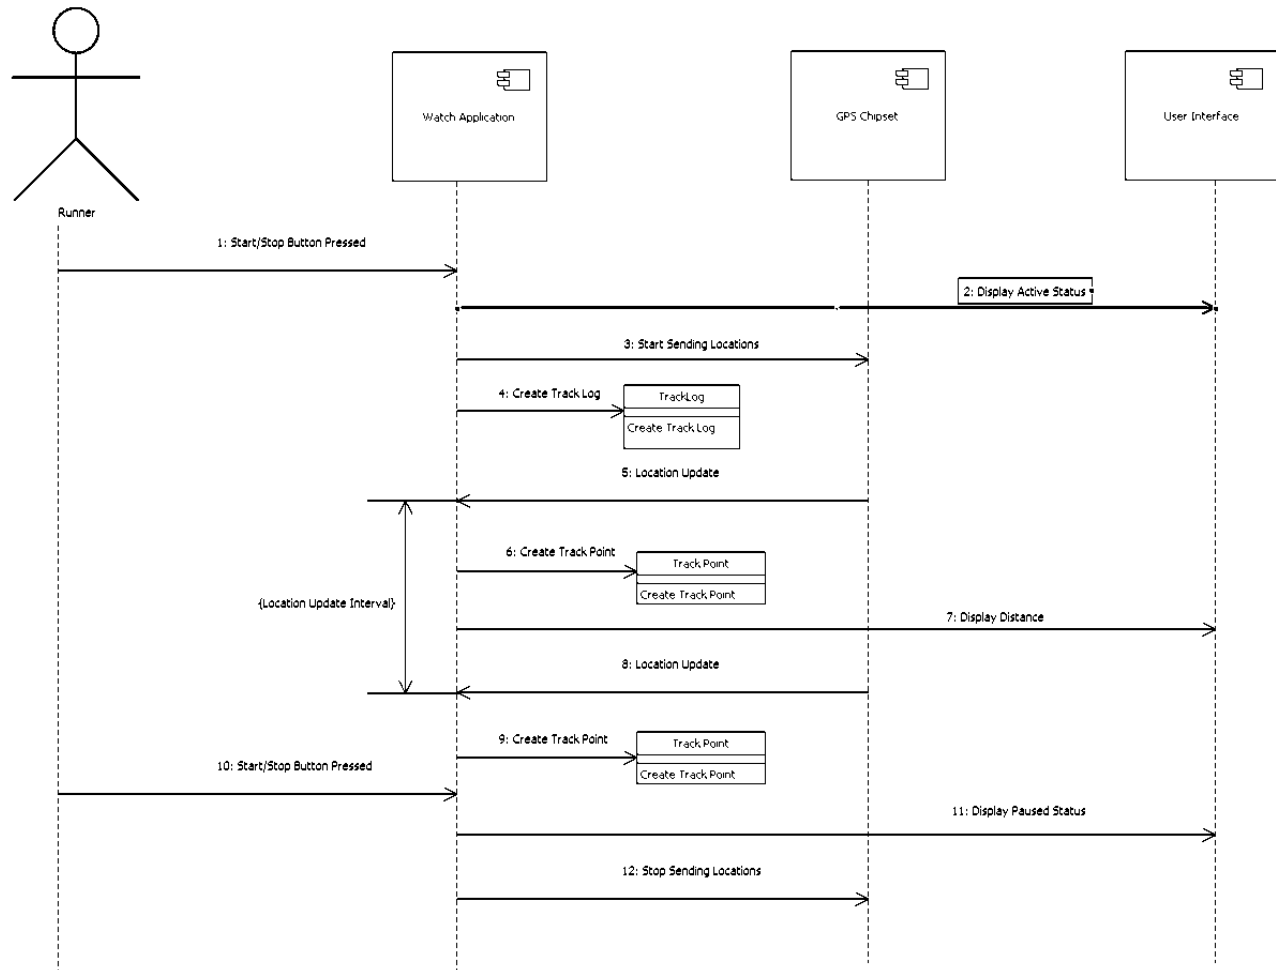 Watch Application
GPS Chipset
User Interface
Runner
1: Start/Stop Button Pressed
2: Display Active Status
3: Start Sending Locations
4: Create Track Log
TrackLog
Create Track Log
5: Location Update
6: Create Track Point
Track Point
Create Track Point
{Location Update Interval}
7: Display Distance
8: Location Update
9: Create Track Point
Track Point
Create Track Point
10: Start/Stop Button Pressed
11: Display Paused Status
12: Stop Sending Locations